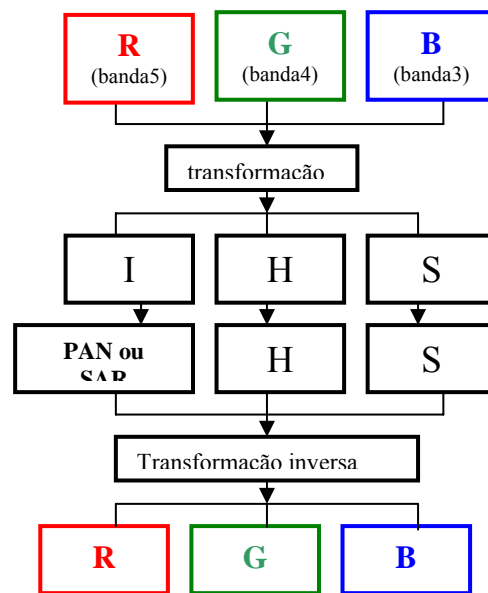 R
(banda5)
G
(banda4)
B
(banda3)
transformação
I
H
S
PAN ou
SAR
H
S
Transformação inversa
R
G
B